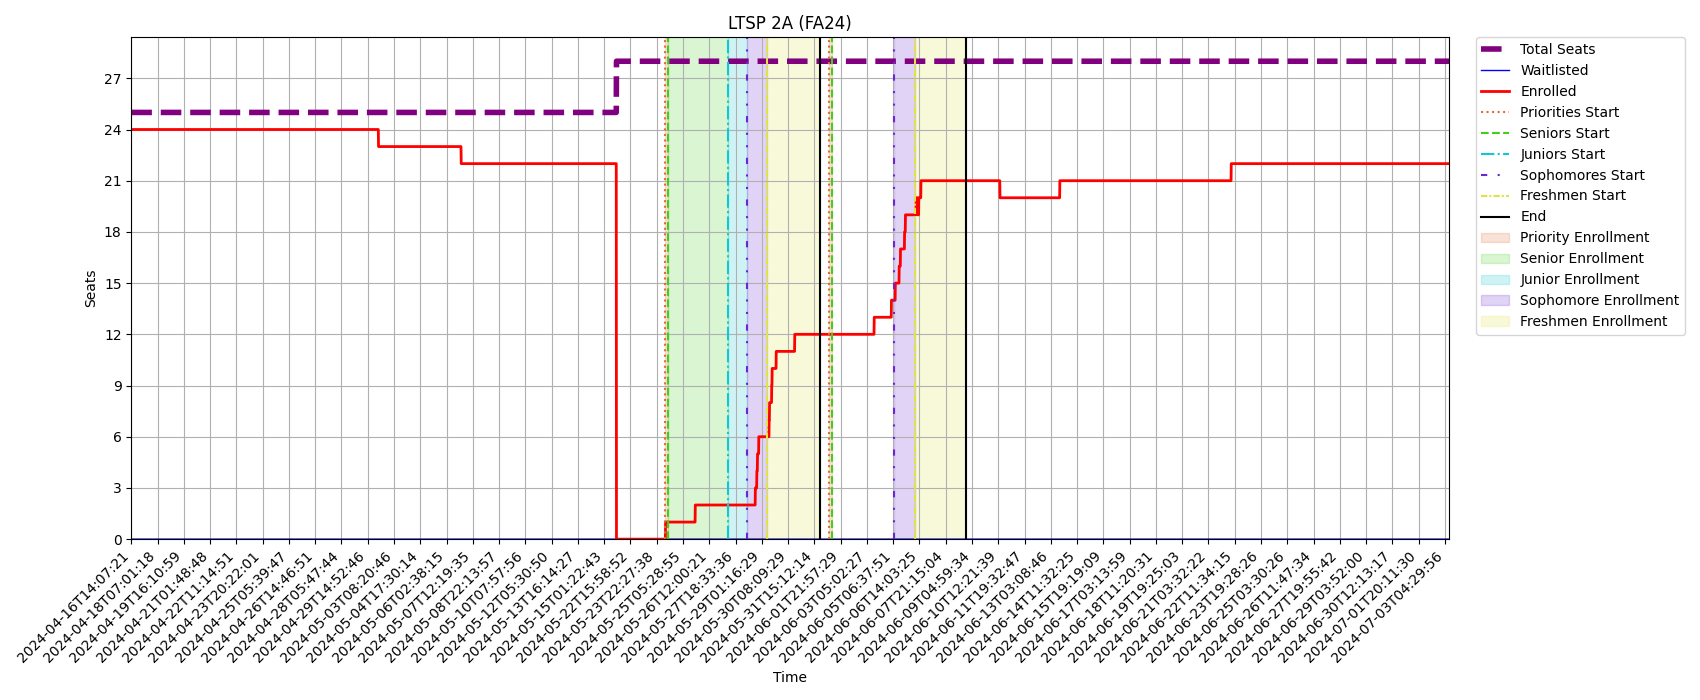 LTSP 2A (FA24)
Seats
27
24
21
18
15
12
9
6
3
0
2024-04-16T14:07:21
2024-04-18T07:01:18
2024-04-19T16:10:59
2024-04-21T01:48:48
2024-04-22T11:14:51
2024-04-23T20:22:01
2024-04-25T05:39:47
2024-04-26T14:46:51
2024-04-28T05:47:44
2024-04-29T14:52:46
2024-05-03T08:20:46
2024-05-04T17:30:14
2024-05-06T02:38:15
2024-05-07T12:19:35
2024-05-08T22:13:57
2024-05-10T07:57:56
2024-05-12T05:30:50
2024-05-13T16:14:27
2024-05-15T01:22:43
2024-05-22T15:58:52
2024-05-23T22:27:38
2024-05-25T05:28:55
2024-05-26T12:00:21
2024-05-27T18:33:36
2024-05-29T01:16:29
2024-05-30T08:09:29
2024-05-31T15:12:14
2024-06-01T21:57:29
2024-06-03T05:02:27
2024-06-05T06:37:51
2024-06-06T14:03:25
2024-06-07T21:15:04
2024-06-09T04:59:34
2024-06-10T12:21:39
2024-06-11T19:32:47
2024-06-13T03:08:46
2024-06-14T11:32:25
2024-06-15T19:19:09
2024-06-17T03:13:59
2024-06-18T11:20:31
2024-06-19T19:25:03
2024-06-21T03:32:22
2024-06-22T11:34:15
2024-06-23T19:28:26
2024-06-25T03:30:26
2024-06-26T11:47:34
2024-06-27T19:55:42
2024-06-29T03:52:00
2024-06-30T12:13:17
2024-07-01T20:11:30
2024-07-03T04:29:56
Time
Total Seats
Waitlisted
Enrolled
Priorities Start
Seniors Start
Juniors Start
Sophomores Start
Freshmen Start
End
Priority Enrollment
Senior Enrollment
Junior Enrollment
Sophomore Enrollment
Freshmen Enrollment